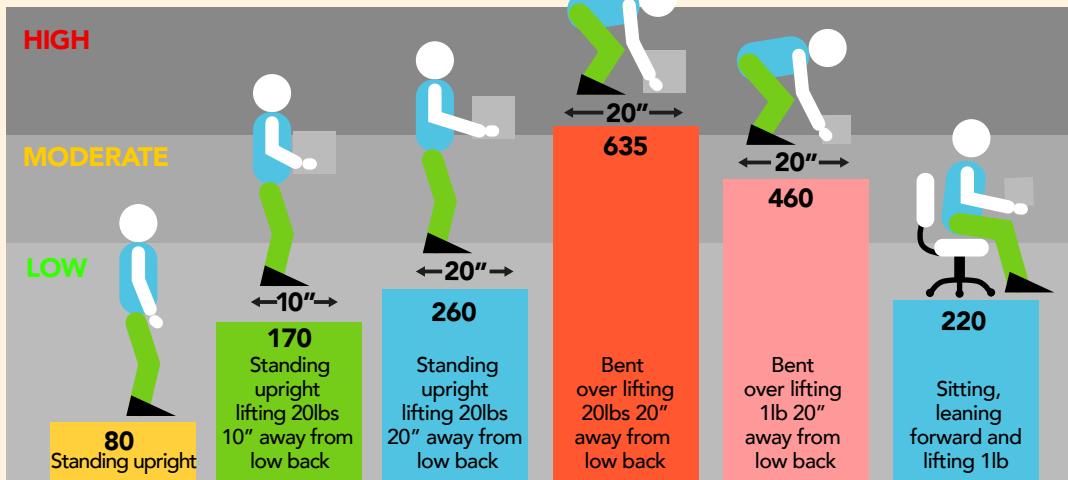 HIGH
MODERATE
LOW
80
Standing upright
10”
170
Standing
upright
lifting 20lbs
10” away from
low back
20”
260
Standing
upright
lifting 20lbs
20” away from
low back
20”
635
Bent
over lifting
20lbs 20”
away from
low back
20”
460
Bent
over lifting
1lb 20”
away from
low back
220
Sitting,
leaning
forward and
lifting 1lb